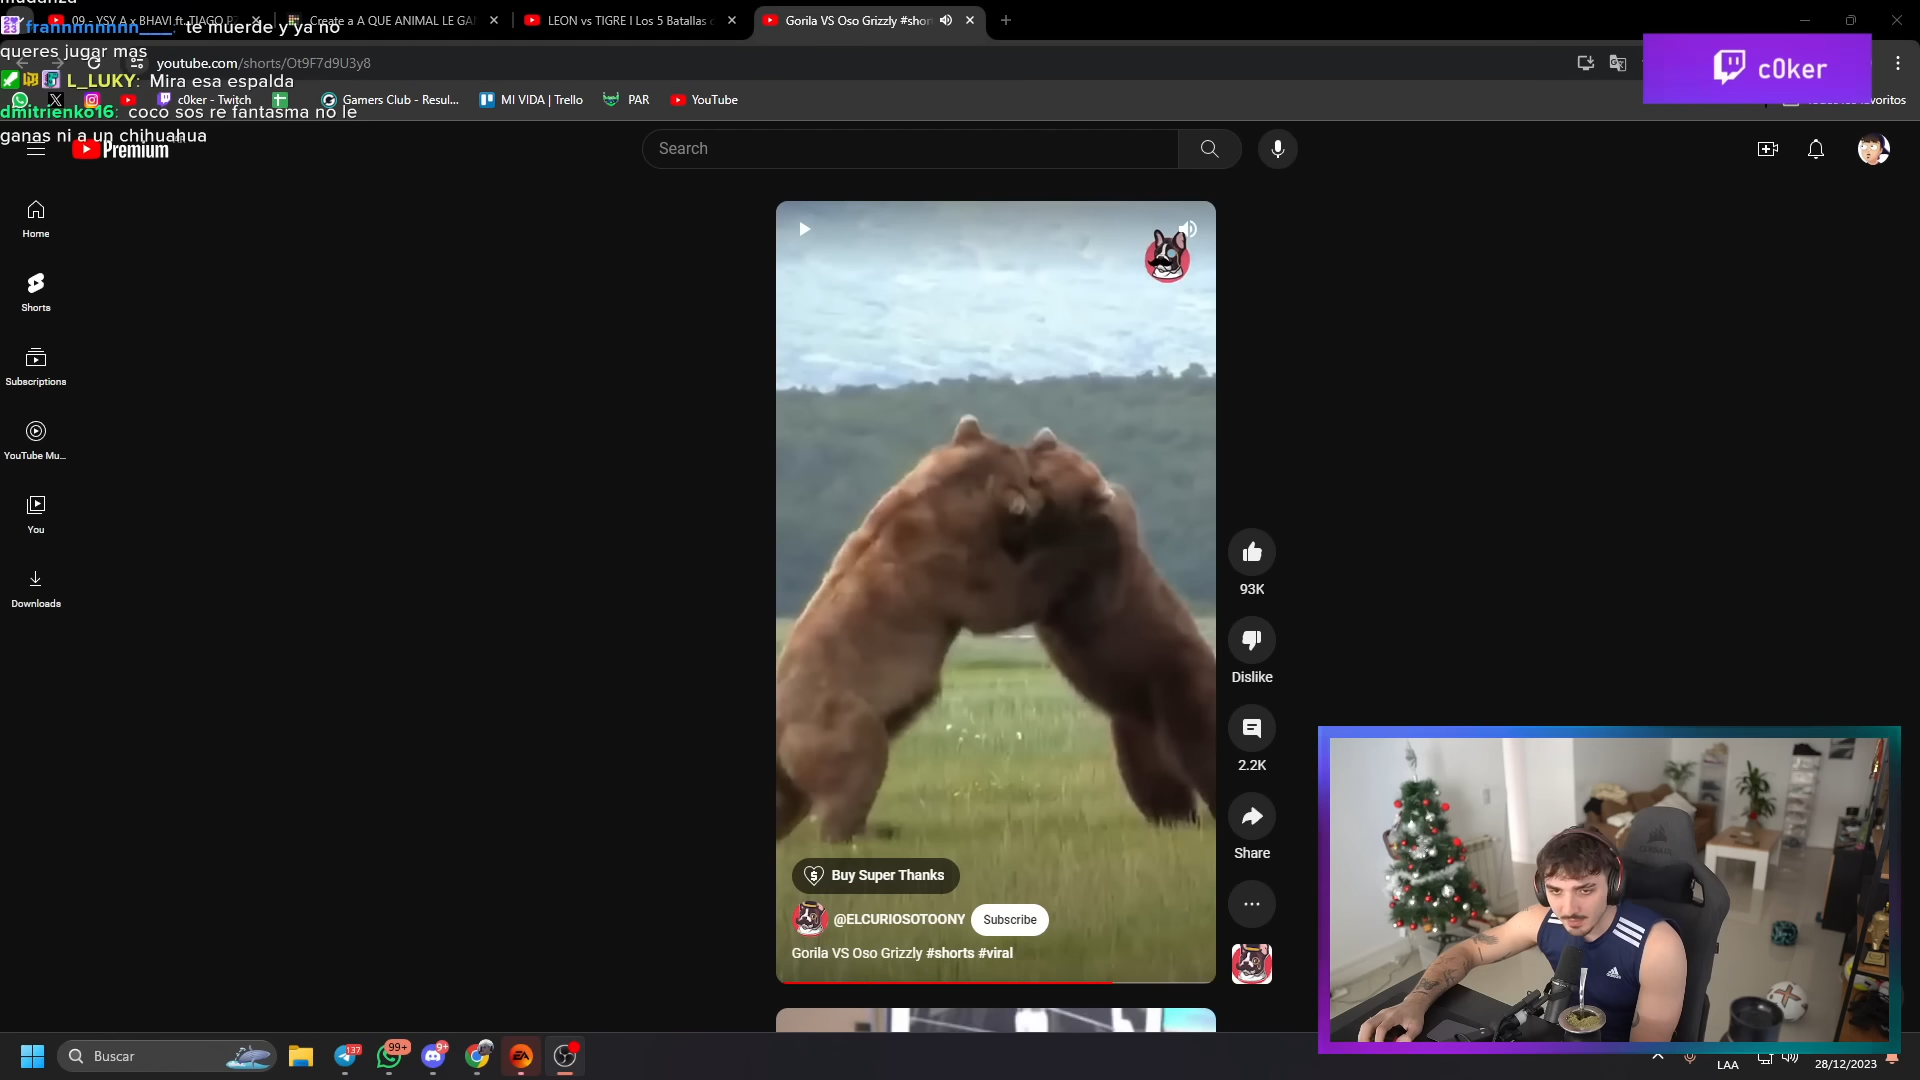 09 - YSY A x BHAVI ft. TIAGO
Create a A QUE ANIMAL LE GA
LEON vs TIGRE I Los 5 Batallas
Gorila VS Oso Grizzly #shor
frannnnnnnn____: te muerde y ya no
queres jugar mas
youtube.com/shorts/Ot9F7d9U3y8
c0ker
L_LUKY: Mira esa espalda
c0ker - Twitch
Gamers Club - Resul...
MI VIDA | Trello
PAR
YouTube
favoritos
dmitrienko16: coco sos re fantasma no le
ganas ni a un chihuahua
Premium
Search
Home
Shorts
Subscriptions
YouTube Mu...
You
Downloads
93K
Dislike
2.2K
Share
Buy Super Thanks
@ELCURIOSOTOONY
Subscribe
Gorila VS Oso Grizzly #shorts #viral
Buscar
137
99+
9+
EA
LAA
28/12/2023